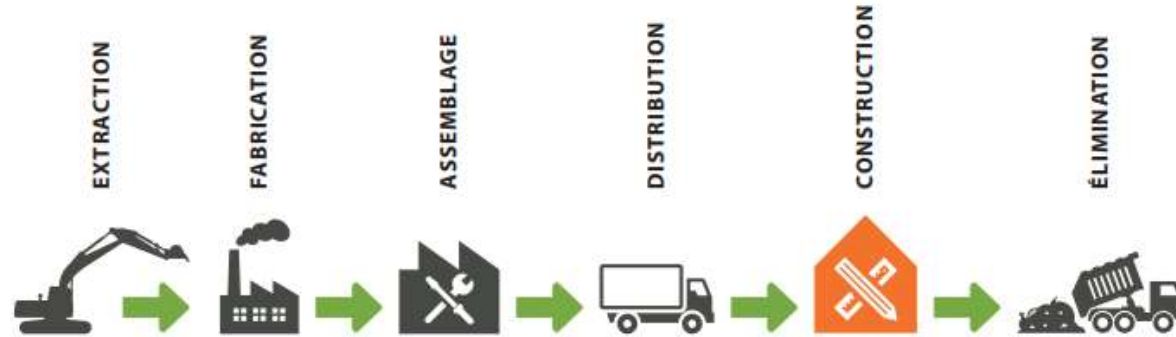 EXTRACTION
FABRICATION
ASSEMBLAGE
DISTRIBUTION
CONSTRUCTION
ÉLIMINATION